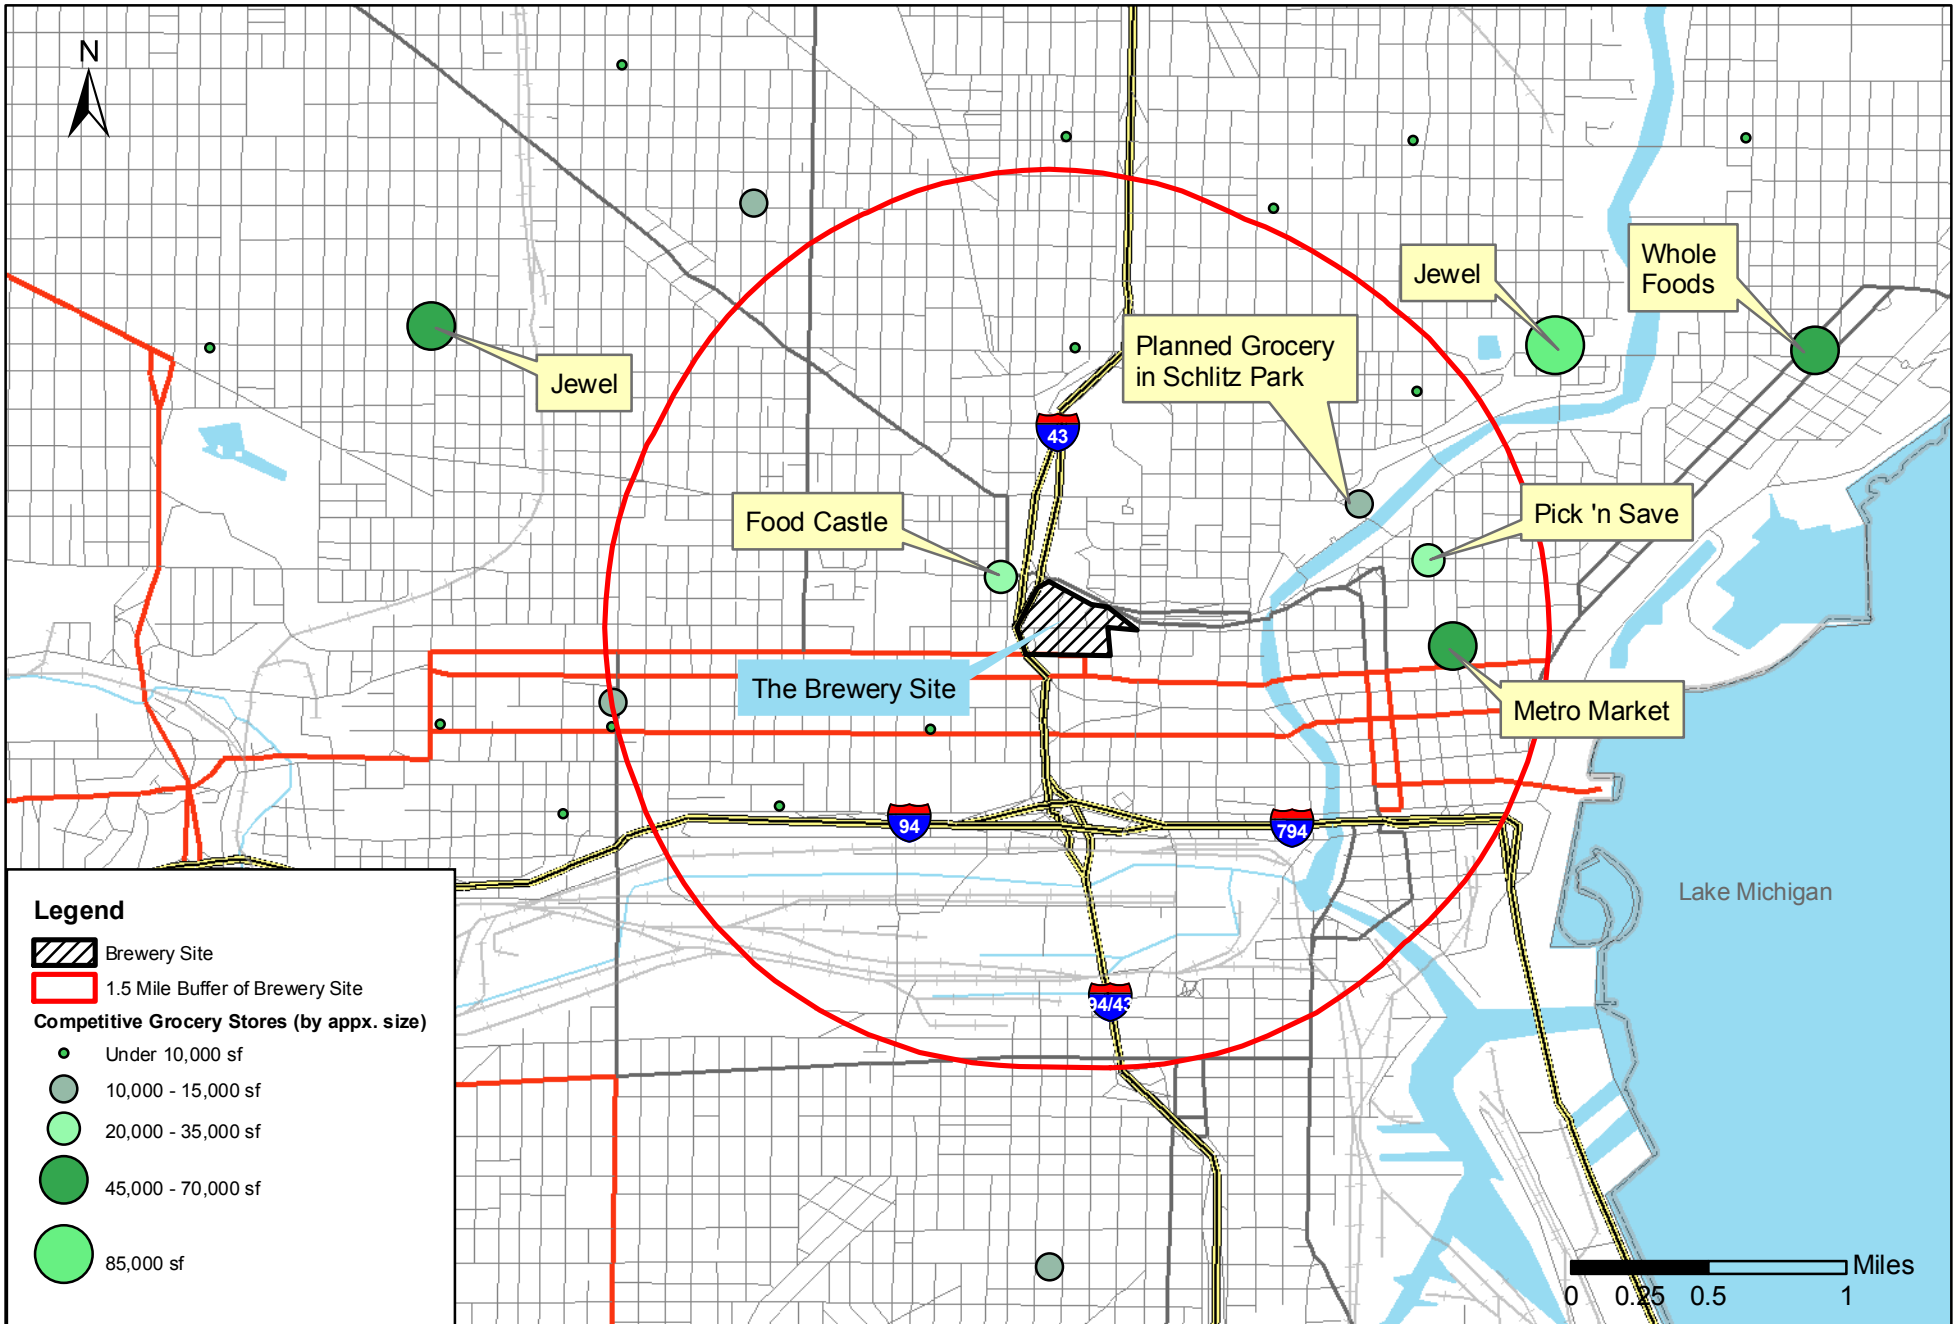 N
Jewel
Whole
Foods
Planned Grocery
in Schlitz Park
Jewel
43
Food Castle
Pick 'n Save
The Brewery Site
Metro Market
94
794
Lake Michigan
94/43
Legend
Brewery Site
1.5 Mile Buffer of Brewery Site
Competitive Grocery Stores (by appx. size)
Under 10,000 sf
10,000 - 15,000 sf
20,000 - 35,000 sf
45,000 - 70,000 sf
85,000 sf
Miles
0 0.25 0.5 1